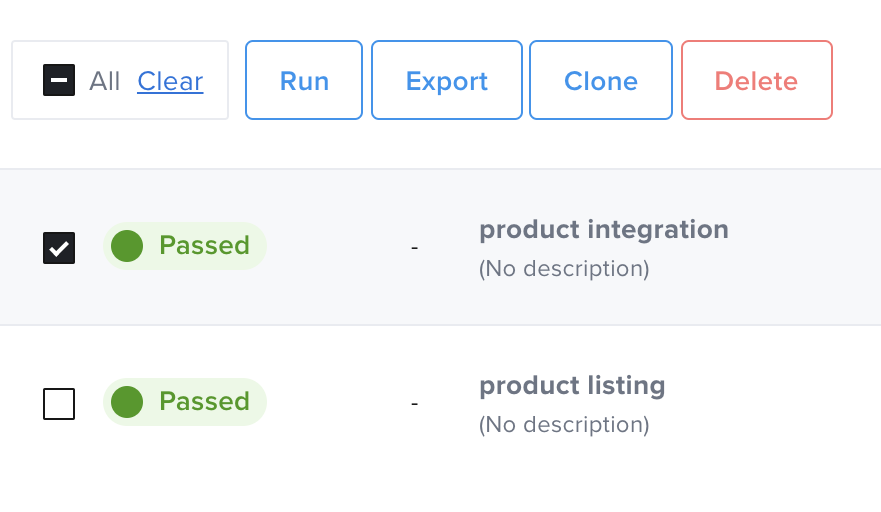 All Clear Run Export Clone Delete
Passed - product integration
(No description)
Passed - product listing
(No description)